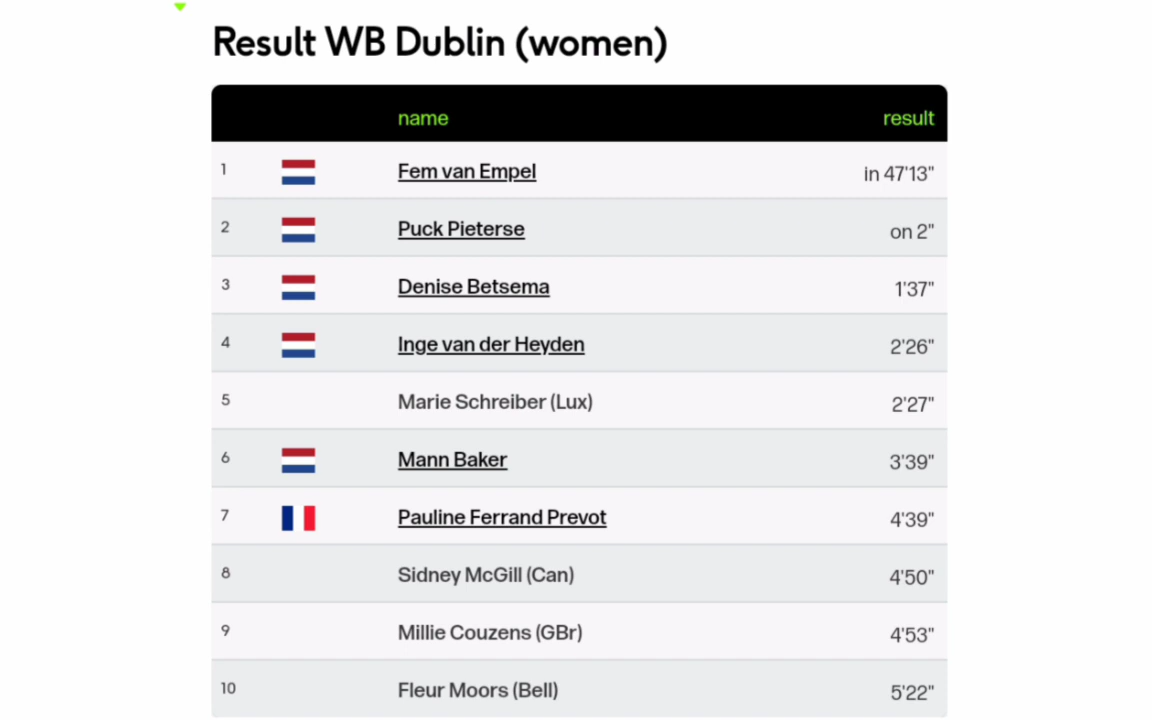 Result WB Dublin (women)
name result
1 Fem van Empel in 47'13"
2 Puck Pieterse on 2"
3 Denise Betsema 1'37"
4 Inge van der Heyden 2'26"
5 Marie Schreiber (Lux) 2'27"
6 Mann Baker 3'39"
7 Pauline Ferrand Prevot 4'39"
8 Sidney McGill (Can) 4'50"
9 Millie Couzens (GBr) 4'53"
10 Fleur Moors (Bell) 5'22"